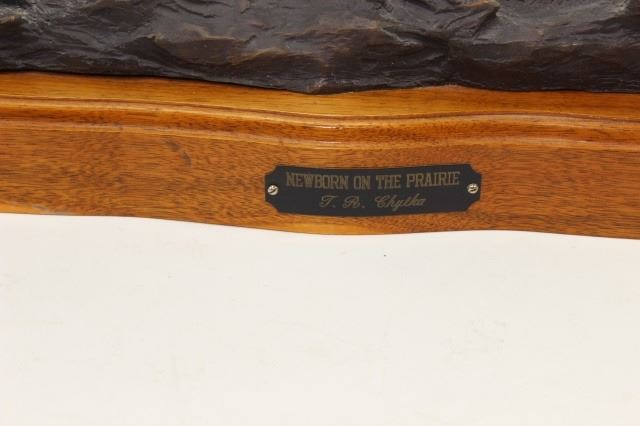 NEWBORN ON THE PRAIRIE
T. R. Chytka